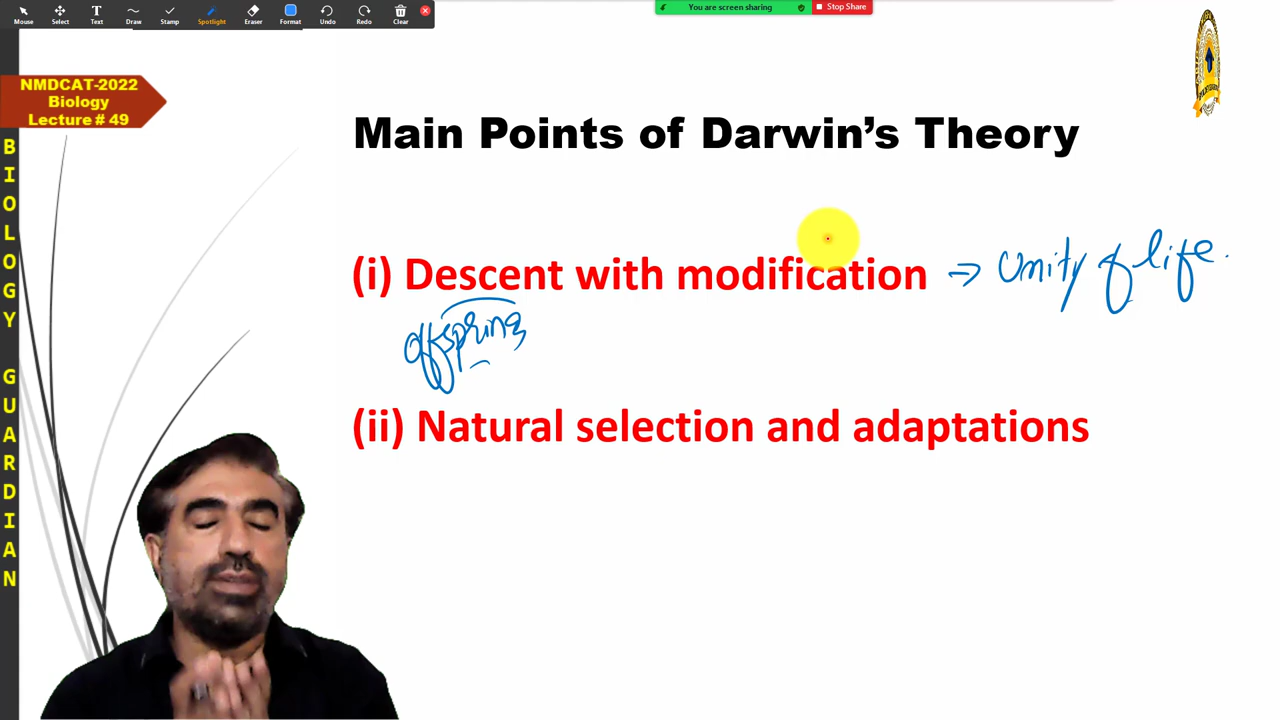 Mouse
Select
Text
Draw
Stamp
Spotlight
Eraser
Format
Undo
Redo
Clear
You are screen sharing
Stop Share
NMDCAT-2022
Biology
Lecture # 49
BIOLOGY GUARDIAN
Main Points of Darwin’s Theory
(i) Descent with modification → Unity of life.
offspring
(ii) Natural selection and adaptations